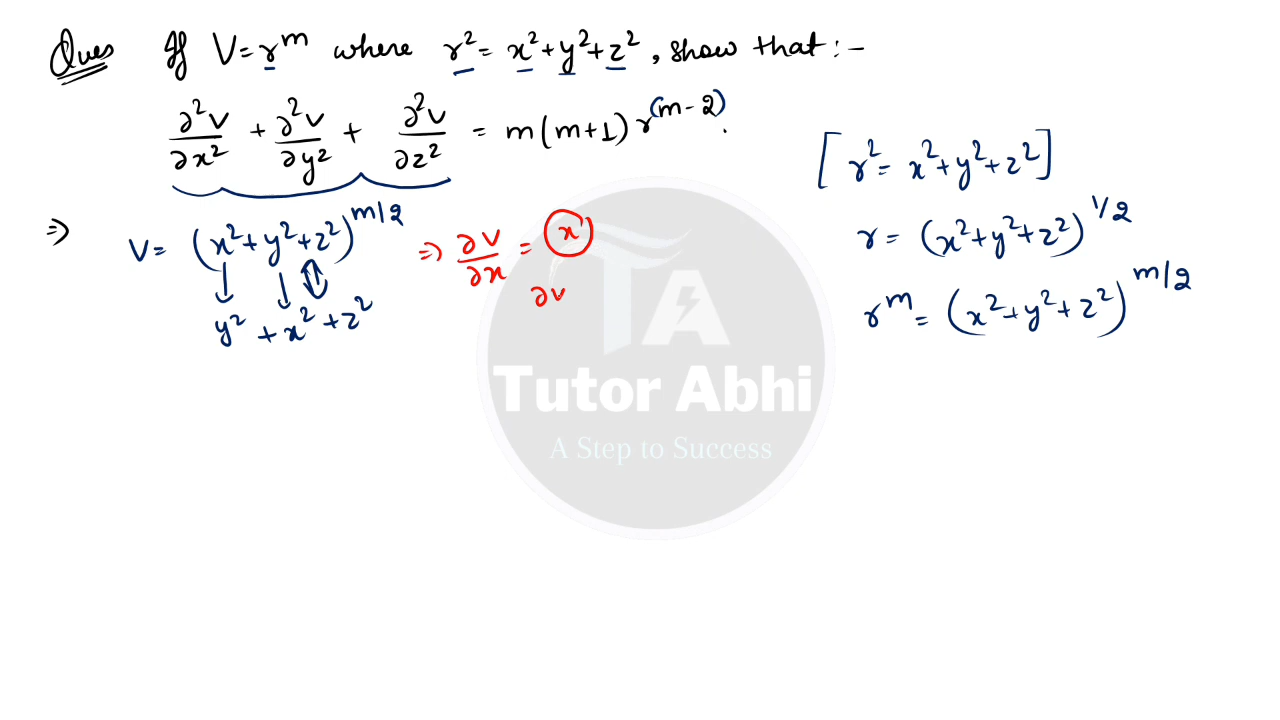 Ques If V = r^m where r² = x² + y² + z², show that :-
∂²V/∂x² + ∂²V/∂y² + ∂²V/∂z² = m(m+1) r^(m-2).
[r² = x² + y² + z²]
⇒ V = (x² + y² + z²)^m/2 ⇒ ∂V/∂x = x'
r = (x² + y² + z²)^1/2
∂V
y² + x² + z²
r^m = (x² + y² + z²)^m/2
TA
Tutor Abhi
A Step to Success